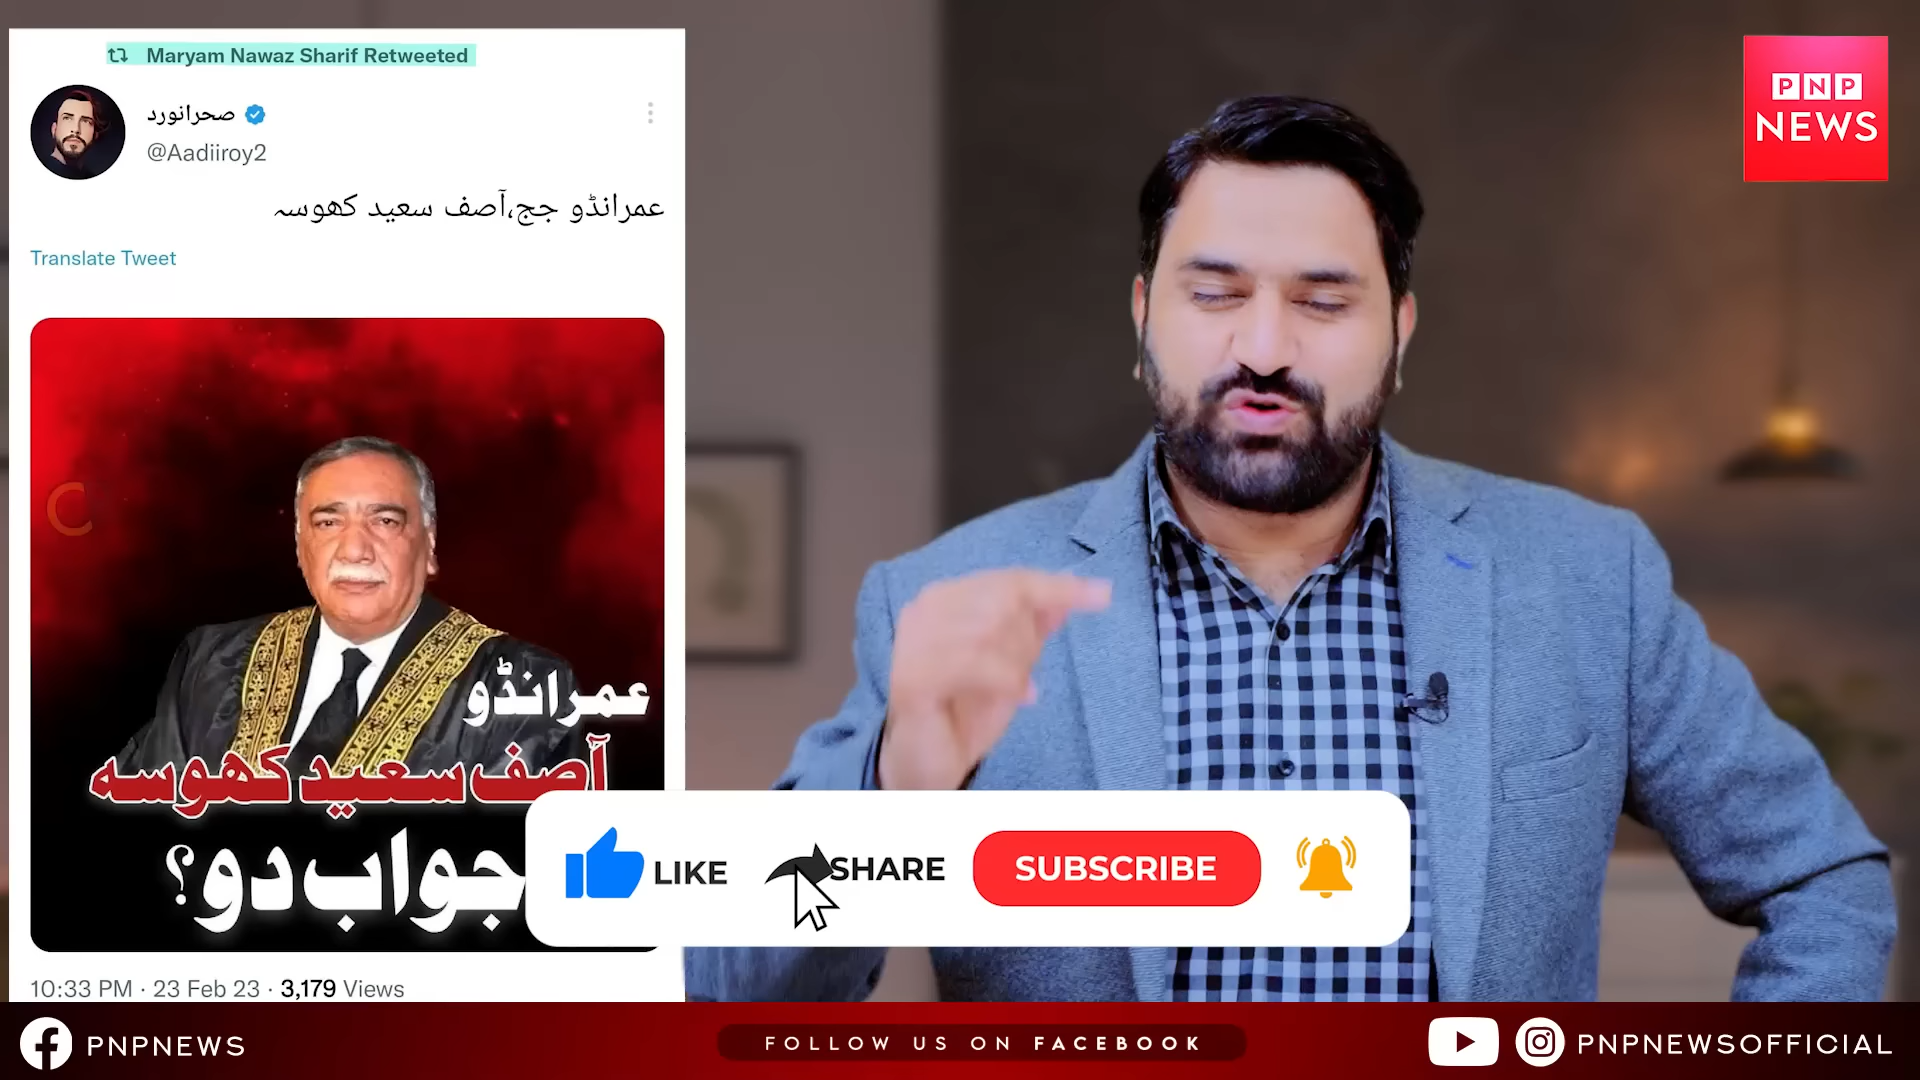 Maryam Nawaz Sharif Retweeted
صحرانورد
@Aadiiroy2
عمرانڈو جج،آصف سعید کھوسہ
Translate Tweet
عمرانڈو
آصف سعید کھوسہ
جواب دو؟
10:33 PM · 23 Feb 23 · 3,179 Views
PNP
NEWS
LIKE
SHARE
SUBSCRIBE
PNPNEWS
FOLLOW US ON FACEBOOK
PNPNEWSOFFICIAL